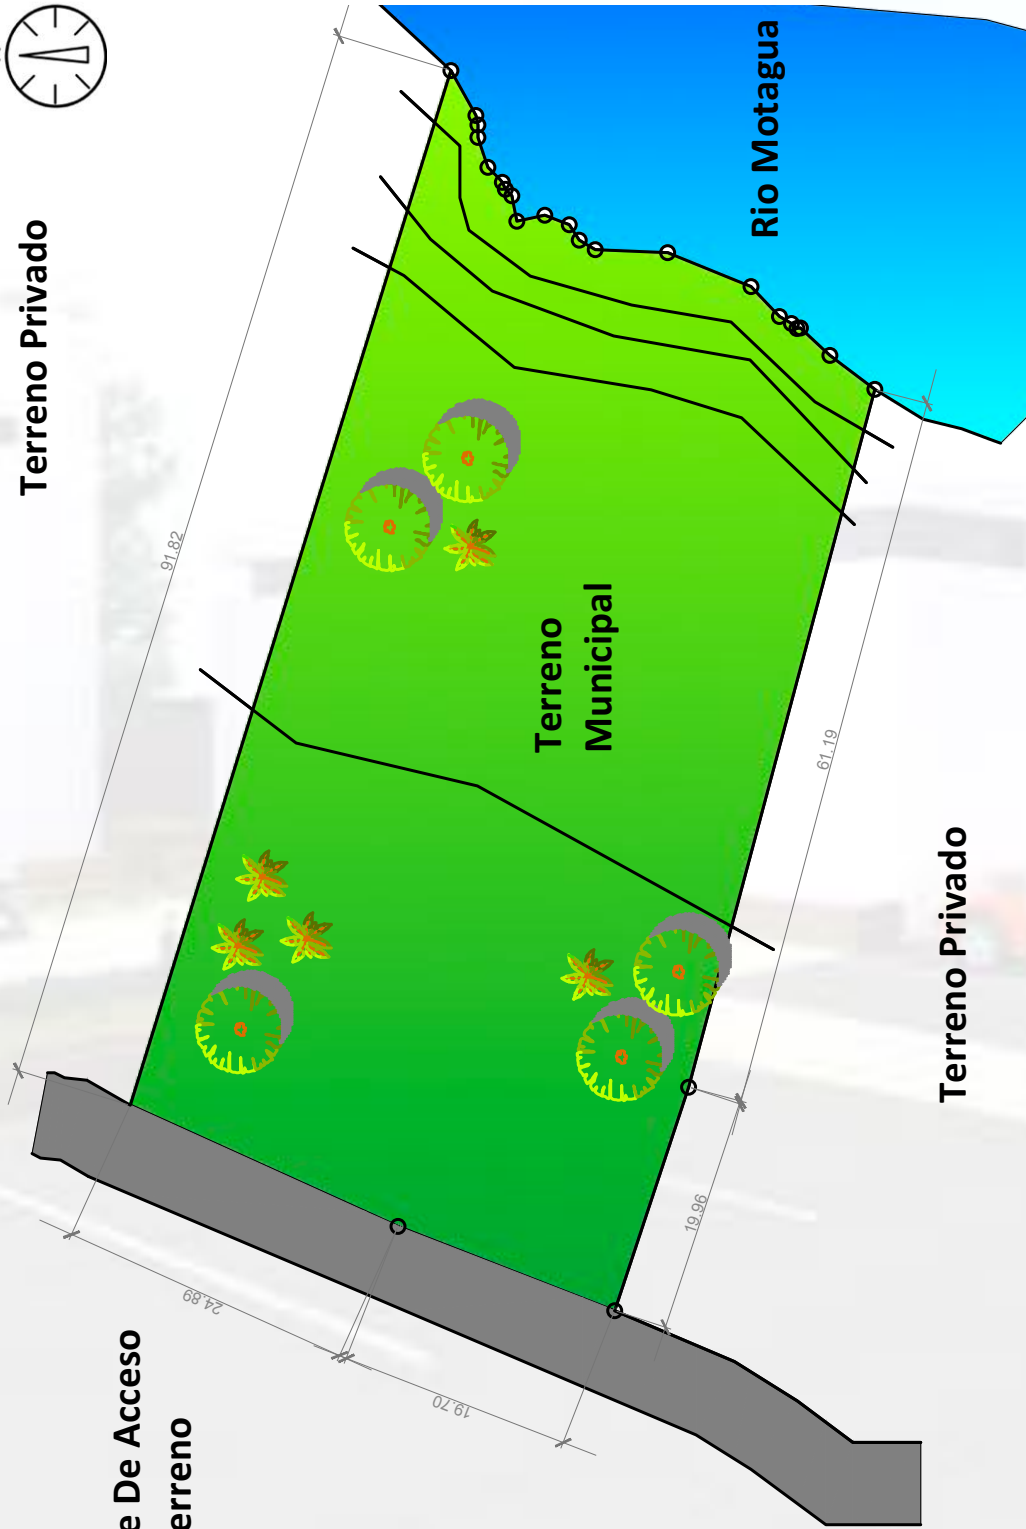 Terreno Privado
Rio Motagua
91.82
Terreno
Municipal
61.19
Terreno Privado
19.96
24.89
19.70
e De Acceso
erreno